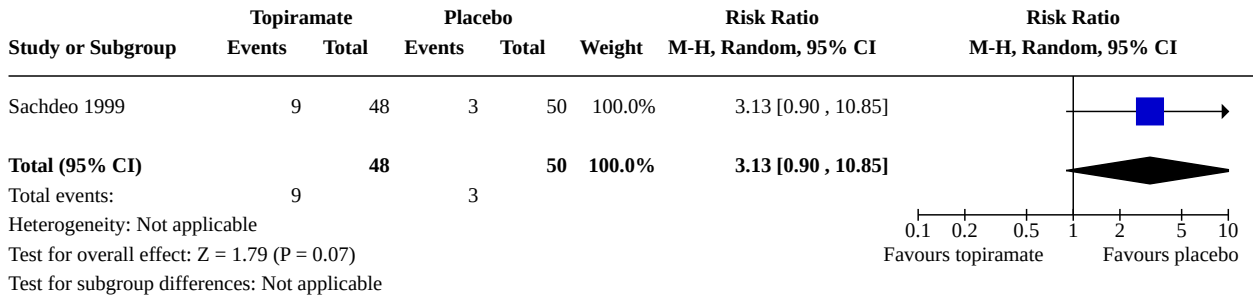 Topiramate Placebo Risk Ratio Risk Ratio
Study or Subgroup Events Total Events Total Weight M-H, Random, 95% CI M-H, Random, 95% CI
Sachdeo 1999 9 48 3 50 100.0% 3.13 [0.90 , 10.85]
Total (95% CI) 48 50 100.0% 3.13 [0.90 , 10.85]
Total events: 9 3
Heterogeneity: Not applicable
0.1 0.2 0.5 1 2 5 10
Test for overall effect: Z = 1.79 (P = 0.07)
Favours topiramate Favours placebo
Test for subgroup differences: Not applicable